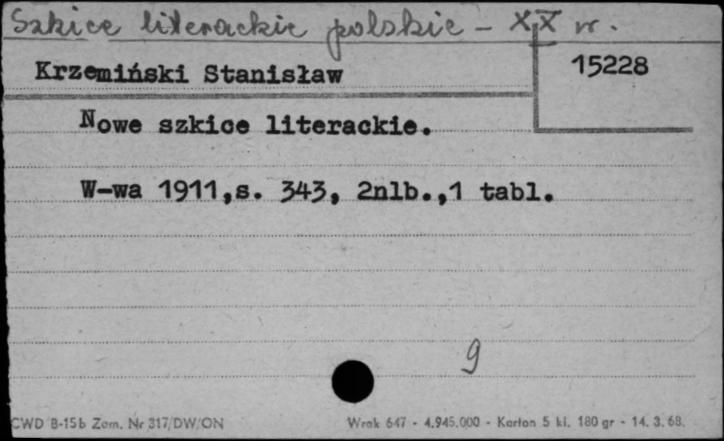 Szkice literackie polskie - XX w.
Krzemiński Stanisław
15228
Nowe szkice literackie.
W-wa 1911,s. 343, 2nlb.,1 tabl.
9
CWD B-15b Zam. Nr 317/DW/ON Wrak 647 - 4.945.000 - Karton 5 kl. 180 gr - 14. 3. 68.